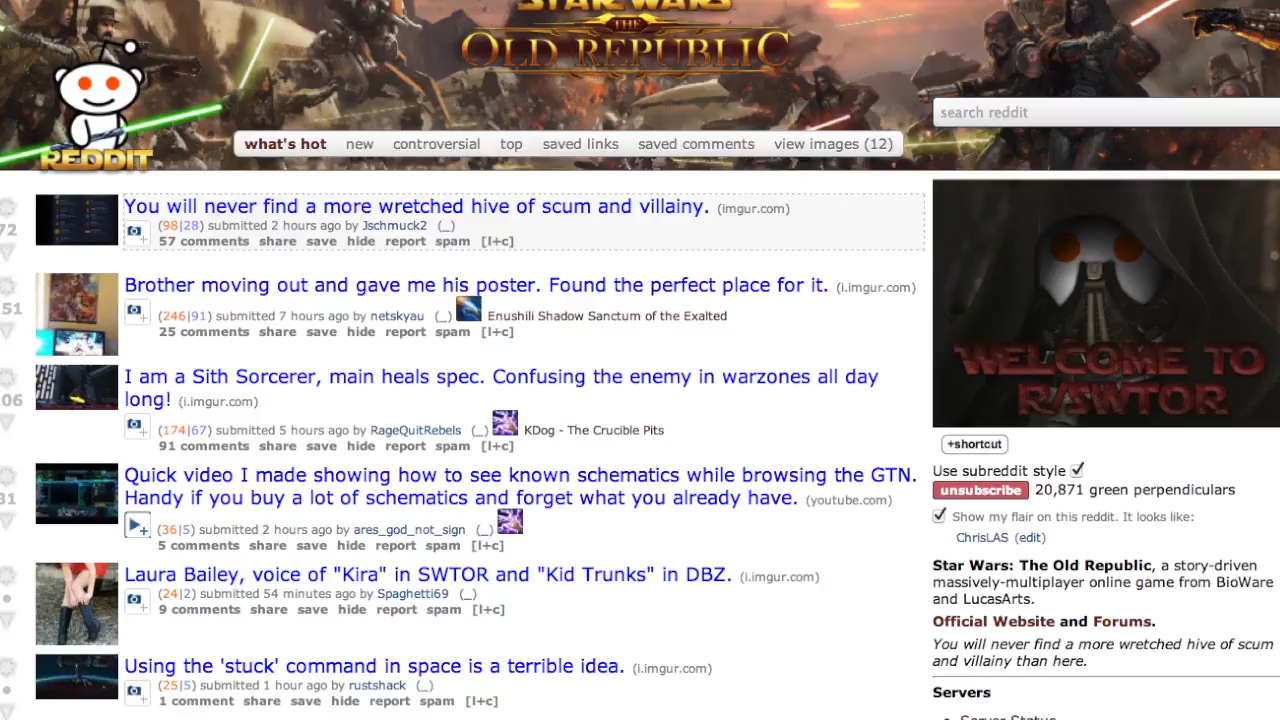 STAR WARS
THE
OLD REPUBLIC
REDDIT
search reddit
what's hot new controversial top saved links saved comments view images (12)
You will never find a more wretched hive of scum and villainy. (imgur.com)
72
(98|28) submitted 2 hours ago by Jschmuck2 (_)
57 comments share save hide report spam [l+c]
Brother moving out and gave me his poster. Found the perfect place for it. (i.imgur.com)
51
(246|91) submitted 7 hours ago by netskyau (_) Enushili Shadow Sanctum of the Exalted
25 comments share save hide report spam [l+c]
I am a Sith Sorcerer, main heals spec. Confusing the enemy in warzones all day
long! (i.imgur.com)
06
(174|67) submitted 5 hours ago by RageQuitRebels (_) KDog - The Crucible Pits
91 comments share save hide report spam [l+c]
Quick video I made showing how to see known schematics while browsing the GTN.
Handy if you buy a lot of schematics and forget what you already have. (youtube.com)
31
(36|5) submitted 2 hours ago by ares_god_not_sign (_)
5 comments share save hide report spam [l+c]
Laura Bailey, voice of "Kira" in SWTOR and "Kid Trunks" in DBZ. (i.imgur.com)
(24|2) submitted 54 minutes ago by Spaghetti69 (_)
9 comments share save hide report spam [l+c]
Using the 'stuck' command in space is a terrible idea. (i.imgur.com)
(25|5) submitted 1 hour ago by rustshack (_)
1 comment share save hide report spam [l+c]
WELCOME TO
R/SWTOR
+shortcut
Use subreddit style
unsubscribe 20,871 green perpendiculars
Show my flair on this reddit. It looks like:
ChrisLAS (edit)
Star Wars: The Old Republic, a story-driven
massively-multiplayer online game from BioWare
and LucasArts.
Official Website and Forums.
You will never find a more wretched hive of scum
and villainy than here.
Servers
Server Status